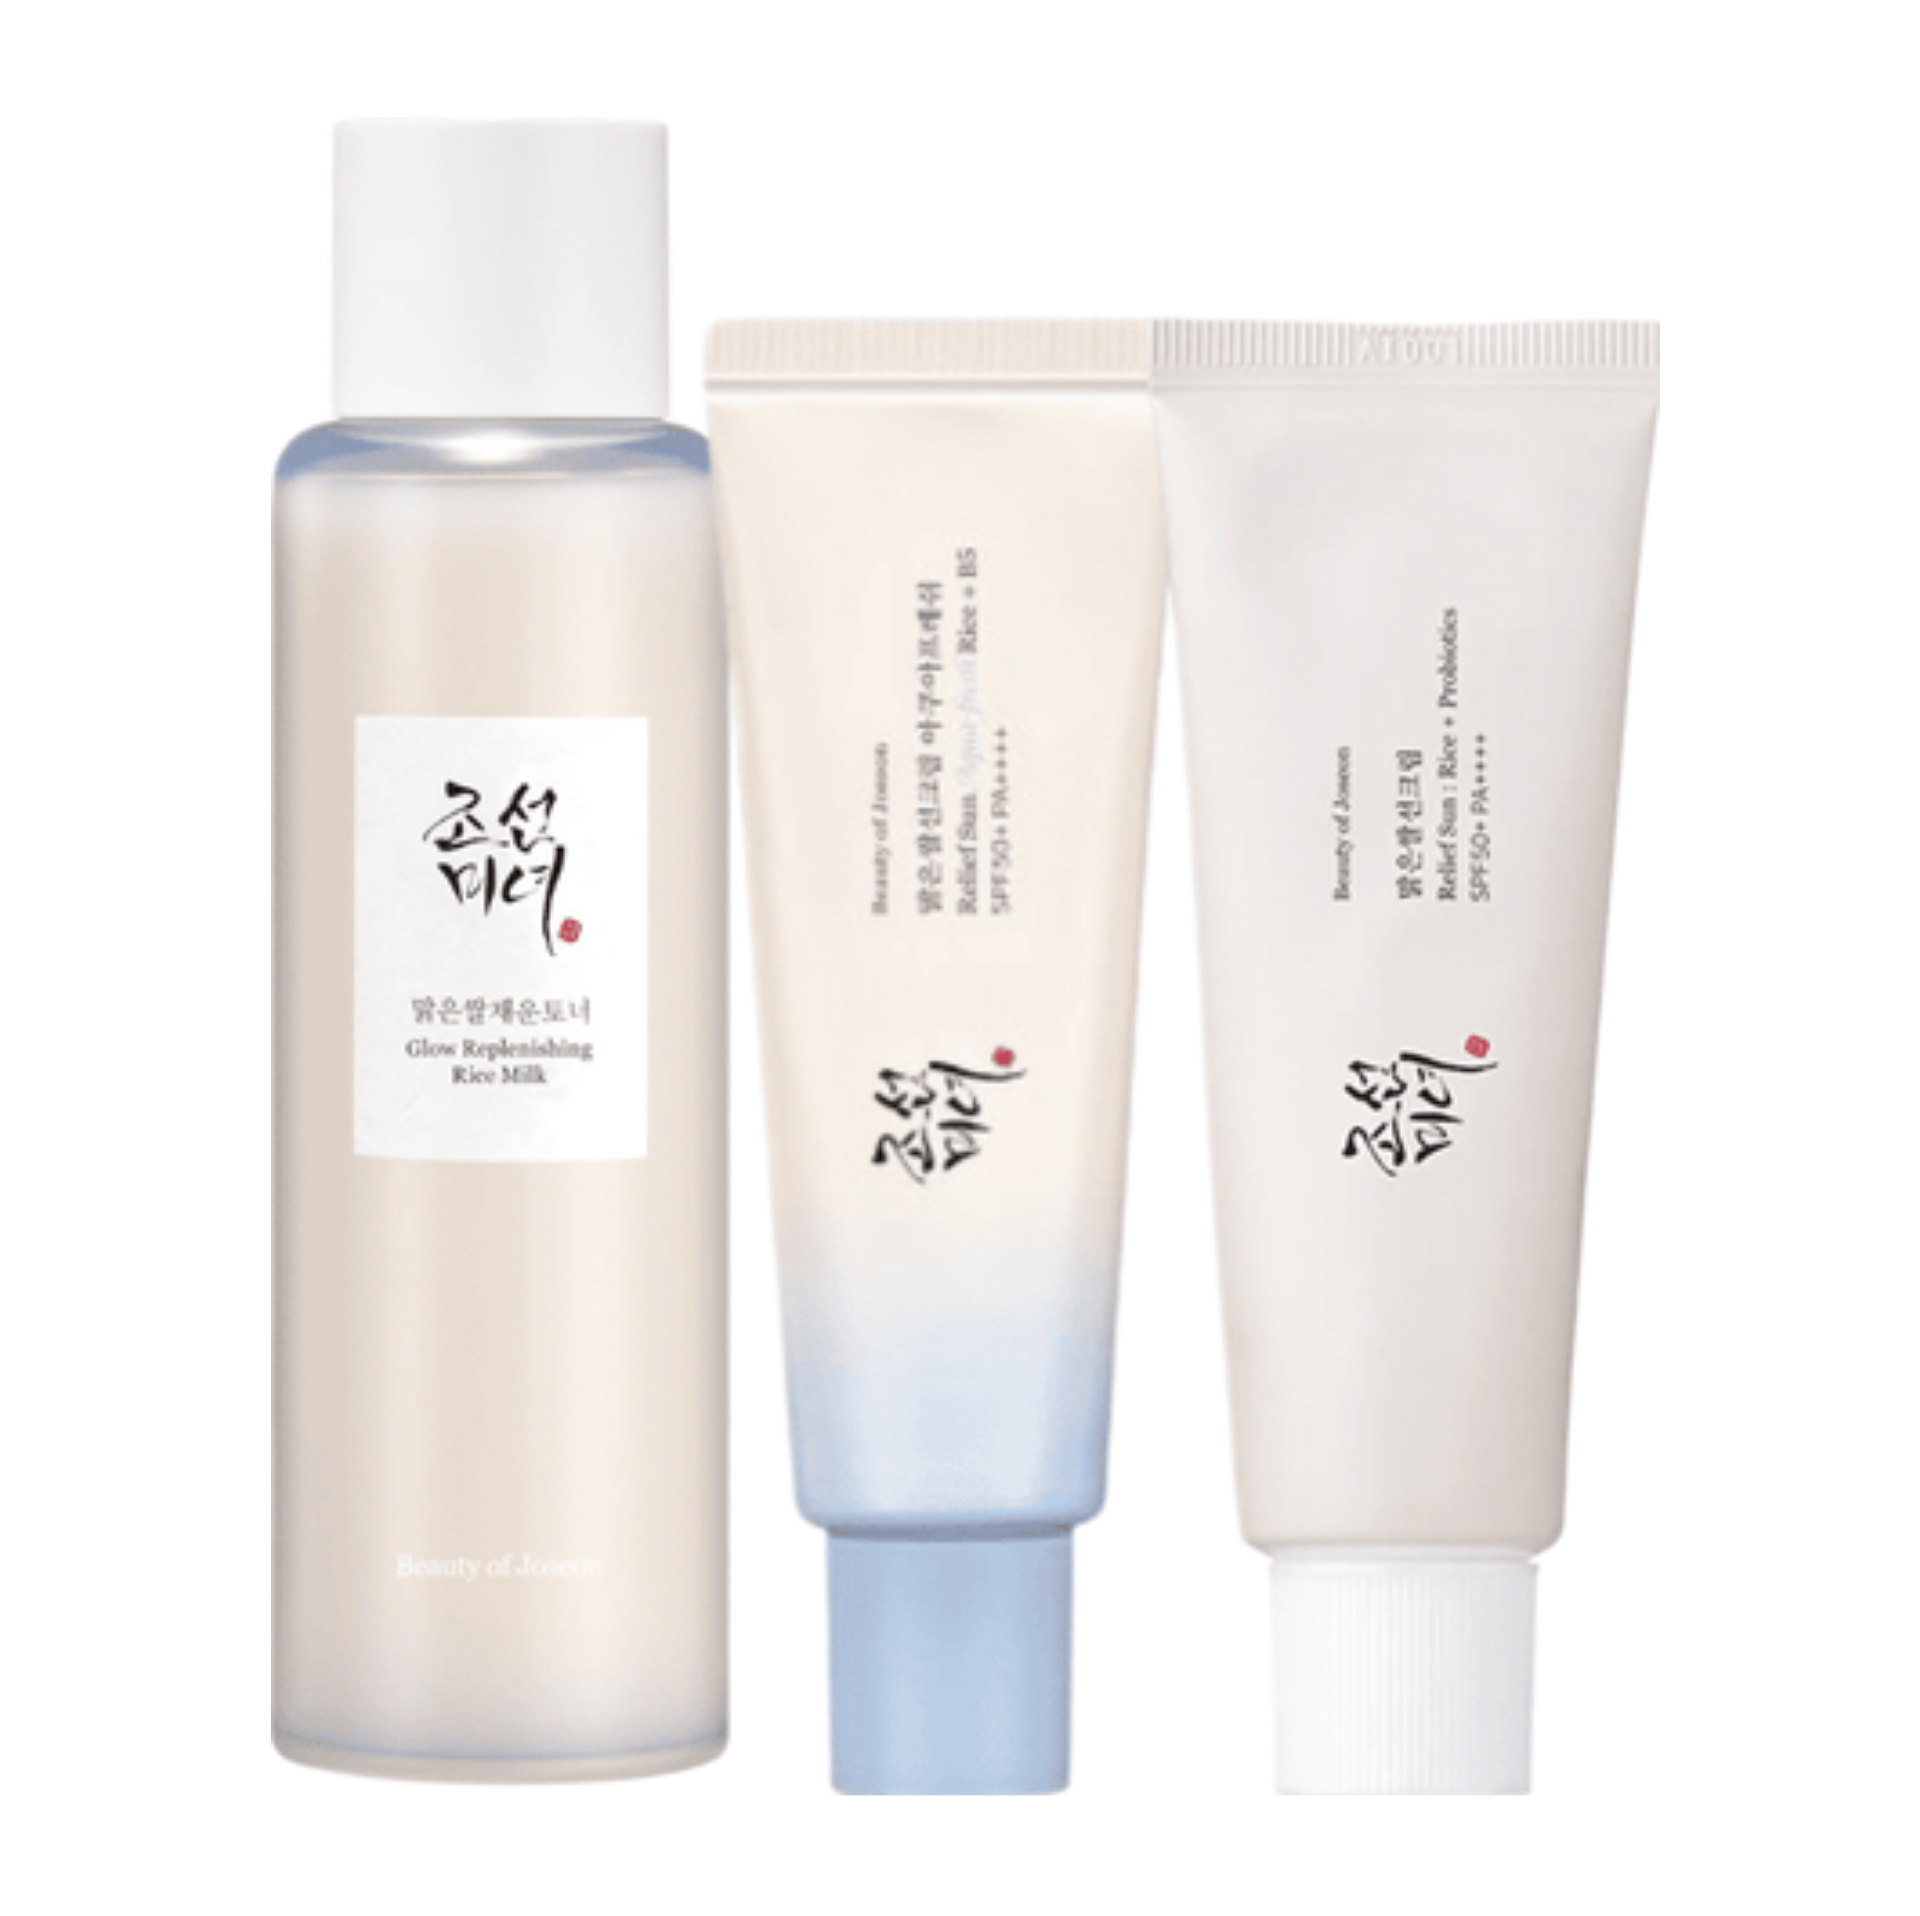 조선
미녀
맑은쌀채운토너
Glow Replenishing
Rice Milk
Beauty of Joseon
Beauty of Joseon
맑은쌀선크림 아쿠아프레쉬
Relief Sun Aqua-fresh Rice + B5
SPF50+ PA++++
조선
미녀
Beauty of Joseon
맑은쌀선크림
Relief Sun : Rice + Probiotics
SPF50+ PA++++
조선
미녀